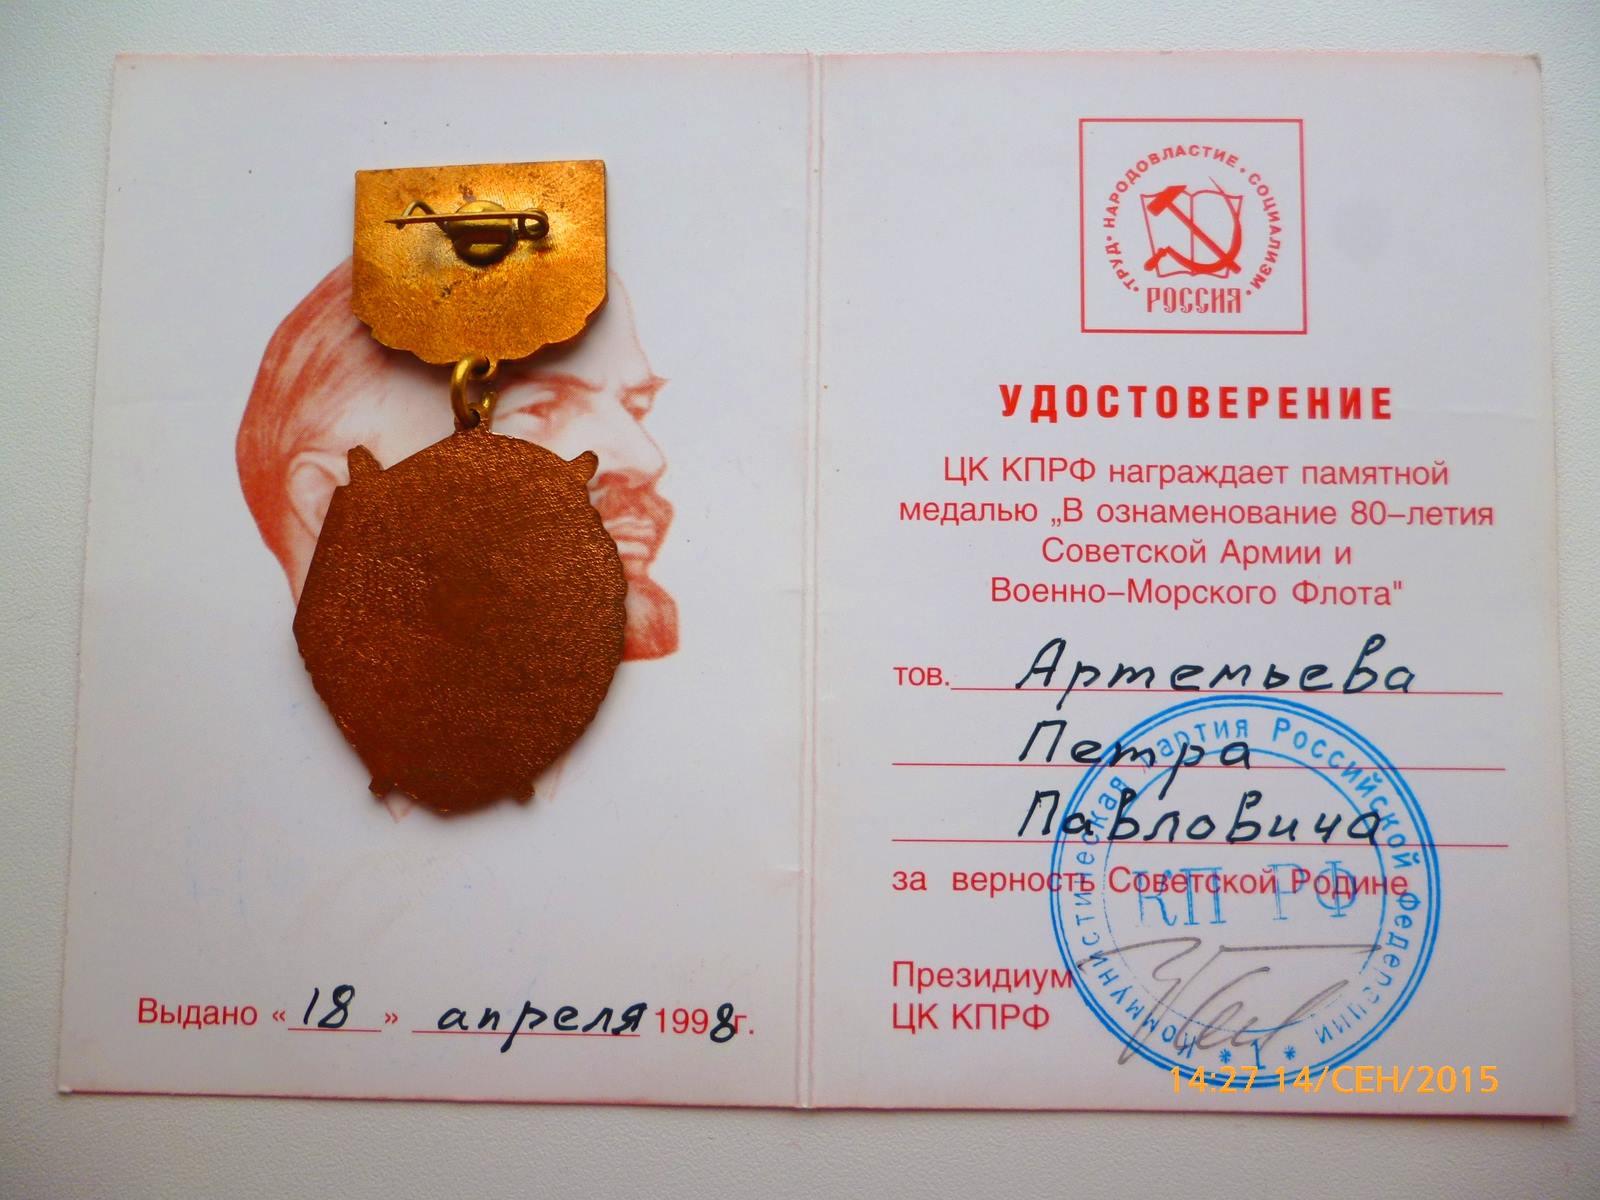 Выдано «18» апреля 1998г.
ТРУД • НАРОДОВЛАСТИЕ • СОЦИАЛИЗМ
РОССИЯ
УДОСТОВЕРЕНИЕ
ЦК КПРФ награждает памятной
медалью „В ознаменование 80–летия
Советской Армии и
Военно–Морского Флота"
тов. Артемьева
Петра
Павловича
за верность Советской Родине
Президиум
ЦК КПРФ
Коммунистическая партия Российской Федерации
КП РФ
* 1 *
14:27 14/СЕН/2015